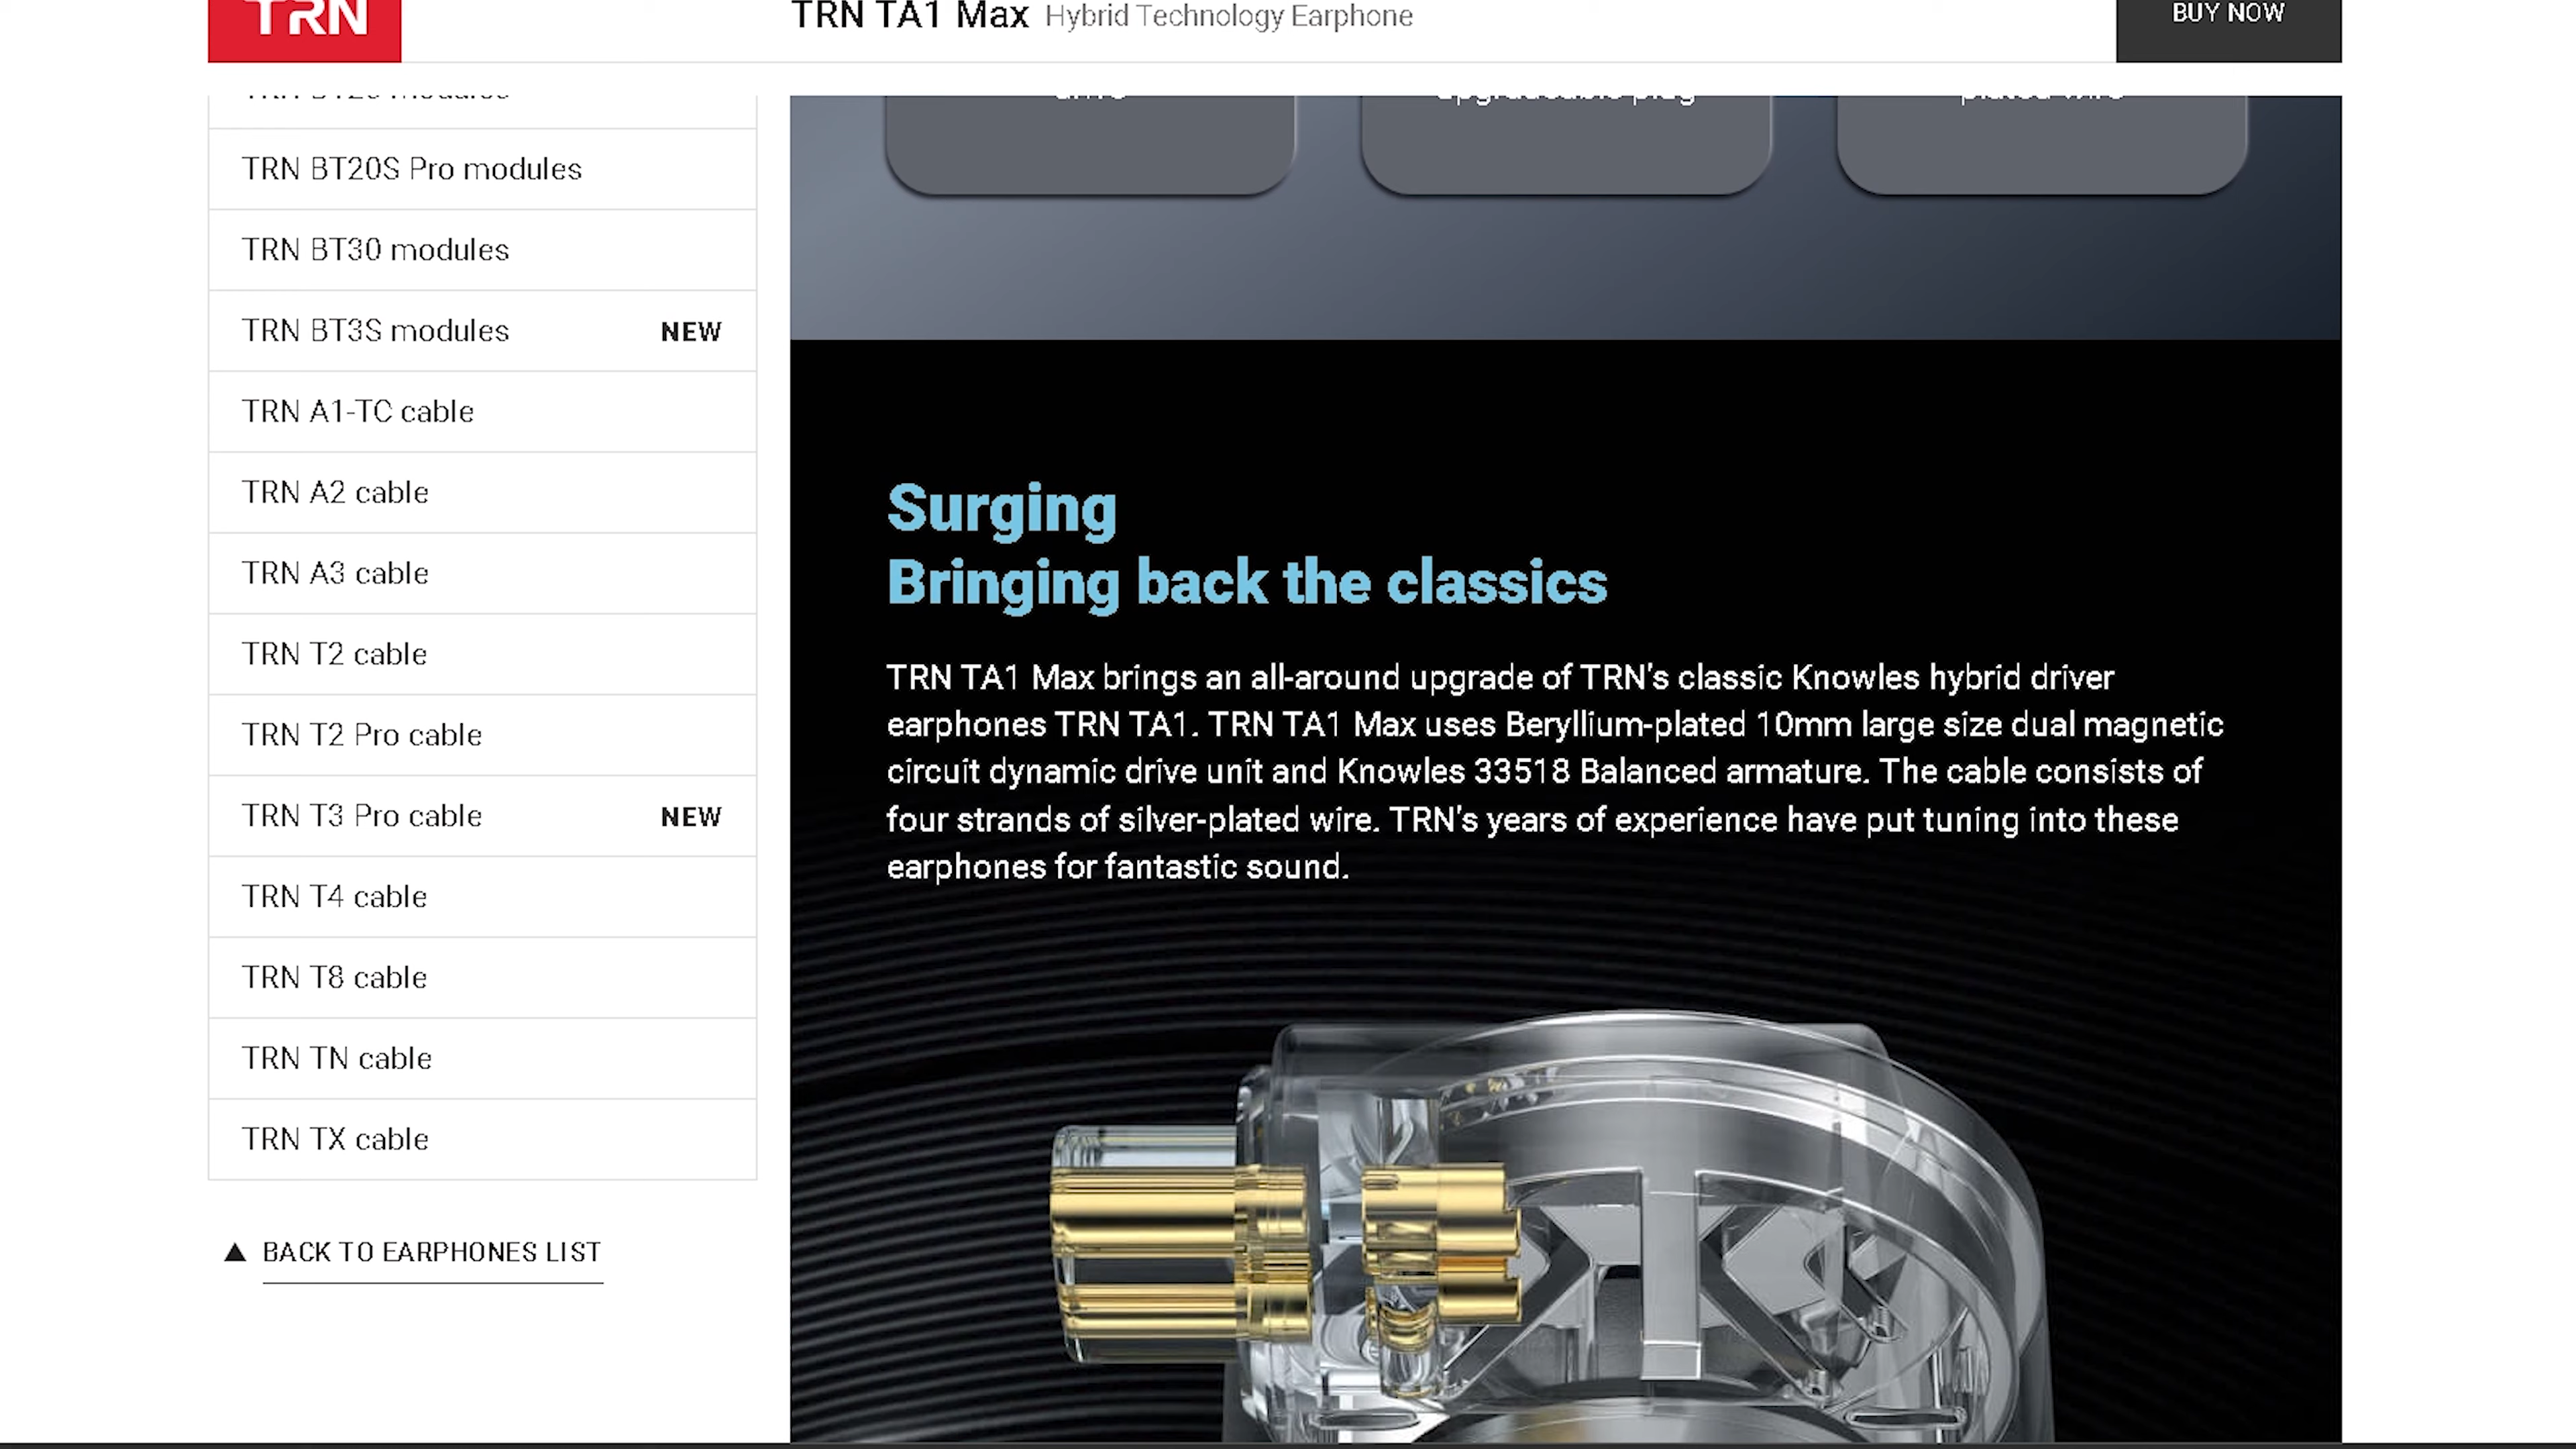 TRN
TRN TA1 Max Hybrid Technology Earphone
BUY NOW
TRN BT20S Pro modules
TRN BT30 modules
TRN BT3S modules NEW
TRN A1-TC cable
TRN A2 cable
TRN A3 cable
TRN T2 cable
TRN T2 Pro cable
TRN T3 Pro cable NEW
TRN T4 cable
TRN T8 cable
TRN TN cable
TRN TX cable
▲ BACK TO EARPHONES LIST
upgradeable plug
plated wire
Surging
Bringing back the classics
TRN TA1 Max brings an all-around upgrade of TRN's classic Knowles hybrid driver
earphones TRN TA1. TRN TA1 Max uses Beryllium-plated 10mm large size dual magnetic
circuit dynamic drive unit and Knowles 33518 Balanced armature. The cable consists of
four strands of silver-plated wire. TRN's years of experience have put tuning into these
earphones for fantastic sound.